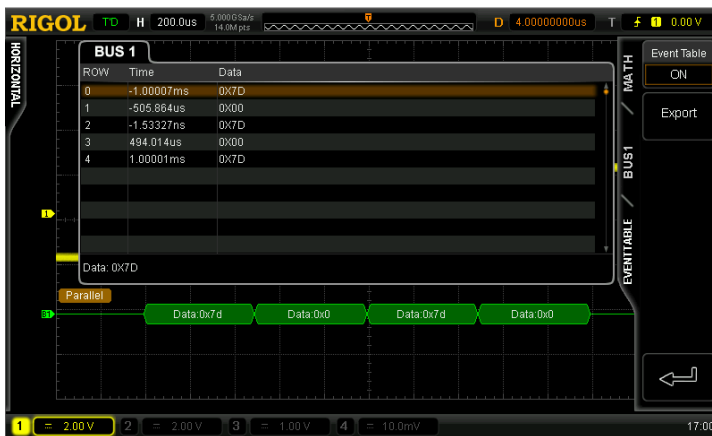 RIGOL T'D H 200.0us 5.000GSa/s 14.0M pts D 4.00000000us T 1 0.00 V
HORIZONTAL
BUS 1
ROW Time Data
0 -1.00007ms 0X7D
1 -505.864us 0X00
2 -1.53327ns 0X7D
3 494.014us 0X00
4 1.00001ms 0X7D
Data: 0X7D
MATH
BUS1
EVENTTABLE
Event Table
ON
Export
1
Parallel
B1 Data:0x7d Data:0x0 Data:0x7d Data:0x0
1 = 2.00 V 2 = 2.00 V 3 = 1.00 V 4 = 10.0mV 17:00